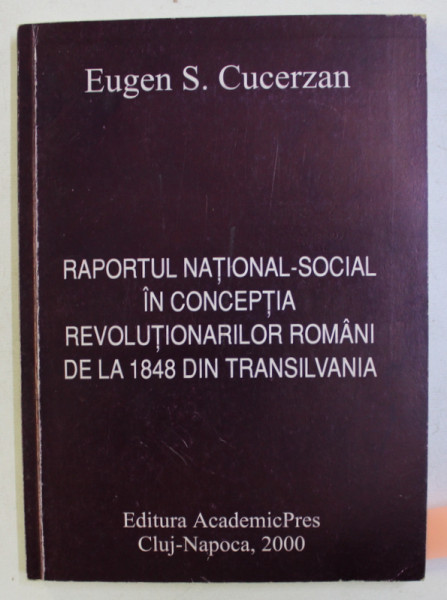 Eugen S. Cucerzan
RAPORTUL NAȚIONAL-SOCIAL
ÎN CONCEPȚIA
REVOLUȚIONARILOR ROMÂNI
DE LA 1848 DIN TRANSILVANIA
Editura AcademicPres
Cluj-Napoca, 2000